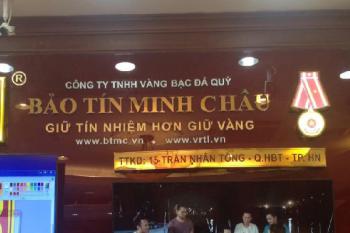 CÔNG TY TNHH VÀNG BẠC ĐÁ QUÝ
BẢO TÍN MINH CHÂU
GIỮ TÍN NHIỆM HƠN GIỮ VÀNG
www.btmc.vn - www.vrtl.vn
TTKD: 15 TRẦN NHÂN TÔNG - Q.HBT - TP. HN